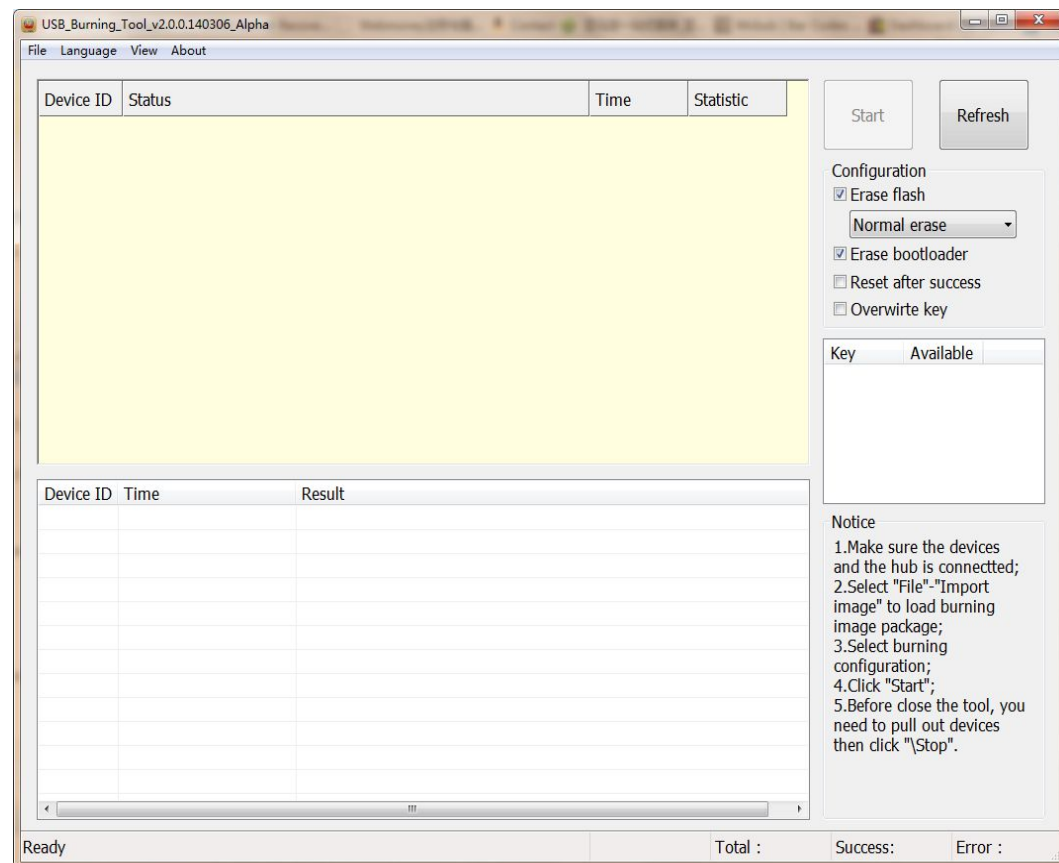 USB_Burning_Tool_v2.0.0.140306_Alpha
File Language View About
Device ID Status Time Statistic
Start Refresh
Configuration
Erase flash
Normal erase
Erase bootloader
Reset after success
Overwirte key
Key Available
Device ID Time Result
Notice
1.Make sure the devices
and the hub is connectted;
2.Select "File"-"Import
image" to load burning
image package;
3.Select burning
configuration;
4.Click "Start";
5.Before close the tool, you
need to pull out devices
then click "\Stop".
Ready Total : Success: Error :